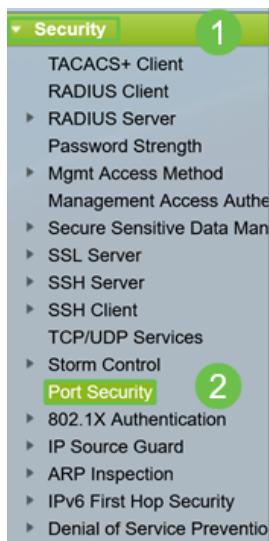 Security 1
TACACS+ Client
RADIUS Client
RADIUS Server
Password Strength
Mgmt Access Method
Management Access Authe
Secure Sensitive Data Man
SSL Server
SSH Server
SSH Client
TCP/UDP Services
Storm Control
Port Security 2
802.1X Authentication
IP Source Guard
ARP Inspection
IPv6 First Hop Security
Denial of Service Preventio